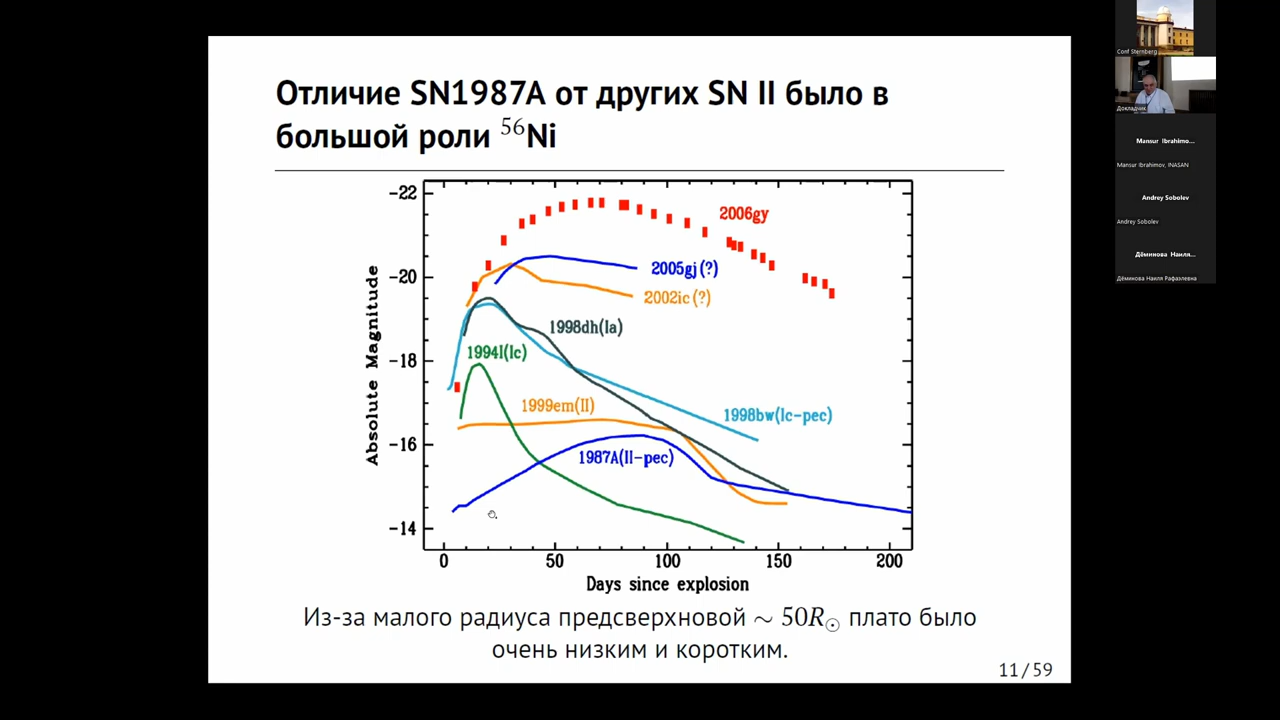 Отличие SN1987A от других SN II было в
большой роли ⁵⁶Ni
-22
-20
-18
-16
-14
Absolute Magnitude
2006gy
2005gj(?)
2002ic(?)
1998dh(Ia)
1994I(Ic)
1999em(II)
1998bw(Ic-pec)
1987A(II-pec)
0 50 100 150 200
Days since explosion
Из-за малого радиуса предсверхновой ~ 50R☉ плато было
очень низким и коротким.
11/59
Conf Sternberg
Докладчик
Mansur Ibrahimo...
Mansur Ibrahimov, INASAN
Andrey Sobolev
Andrey Sobolev
Дёминова Наиля...
Дёминова Наиля Рафаэлевна